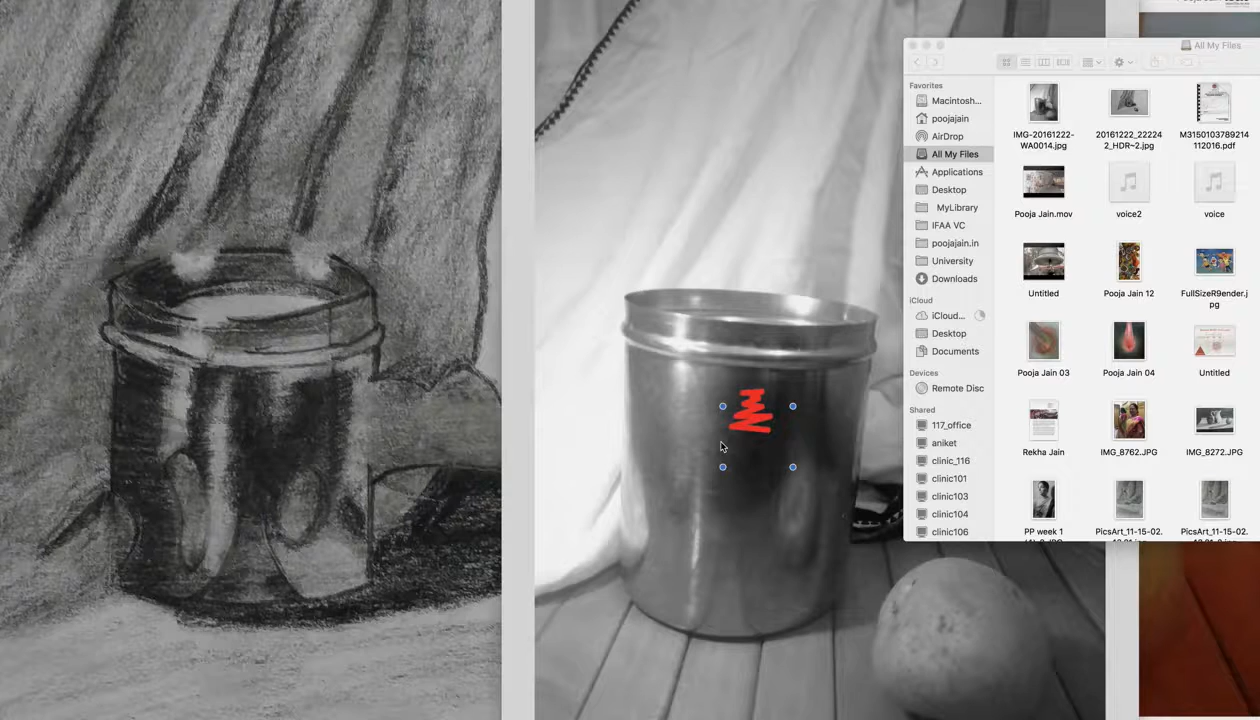 All My Files
Favorites
Macintosh...
poojajain
AirDrop
All My Files
Applications
Desktop
MyLibrary
IFAA VC
poojajain.in
University
Downloads
iCloud
iCloud...
Desktop
Documents
Devices
Remote Disc
Shared
117_office
aniket
clinic_116
clinic101
clinic103
clinic104
clinic106
IMG-20161222-WA0014.jpg
20161222_222242_HDR~2.jpg
M3150103789214112016.pdf
Pooja Jain.mov
voice2
voice
Untitled
Pooja Jain 12
FullSizeR9ender.jpg
Pooja Jain 03
Pooja Jain 04
Untitled
Rekha Jain
IMG_8762.JPG
IMG_8272.JPG
PP week 1
PicsArt_11-15-02.
PicsArt_11-15-02.